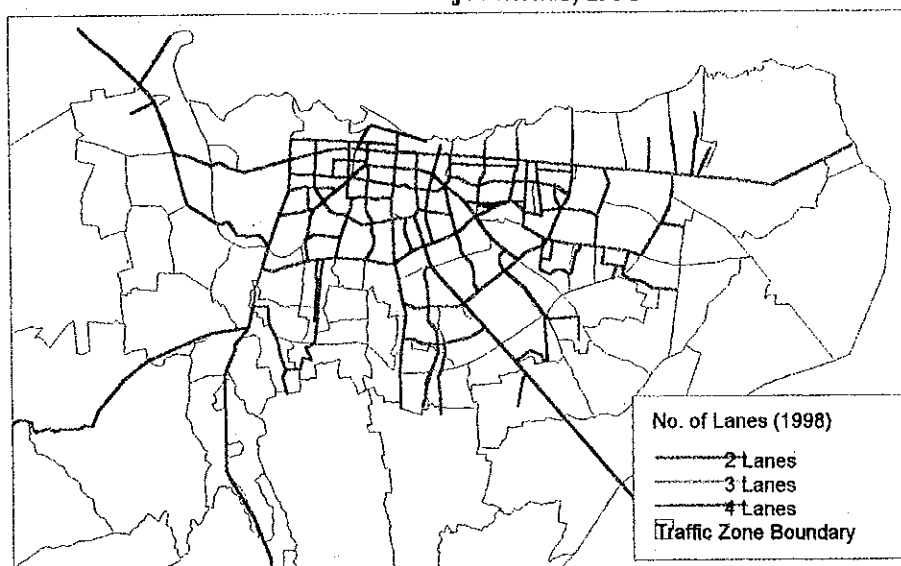 No. of Lanes (1998)
2 Lanes
3 Lanes
4 Lanes
Traffic Zone Boundary